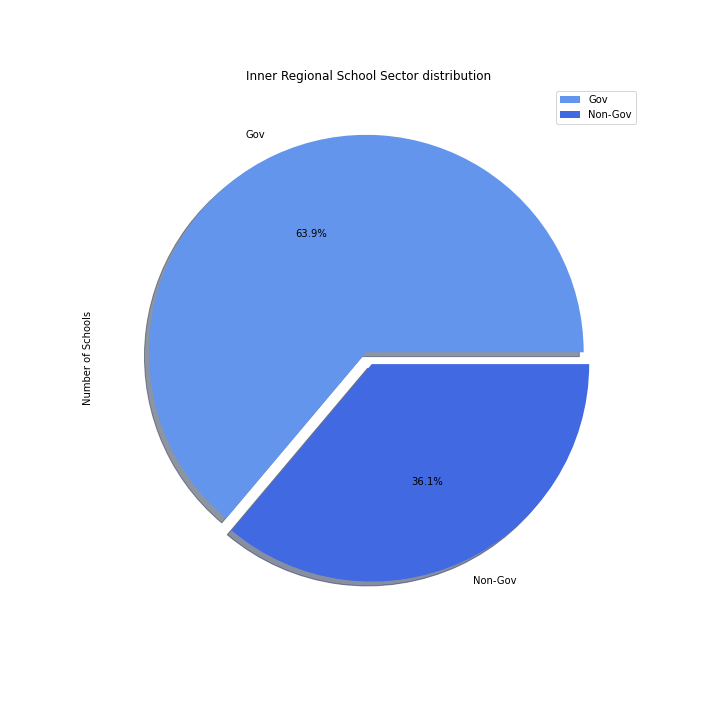 Inner Regional School Sector distribution
Gov
Non-Gov
Gov
63.9%
Number of Schools
36.1%
Non-Gov